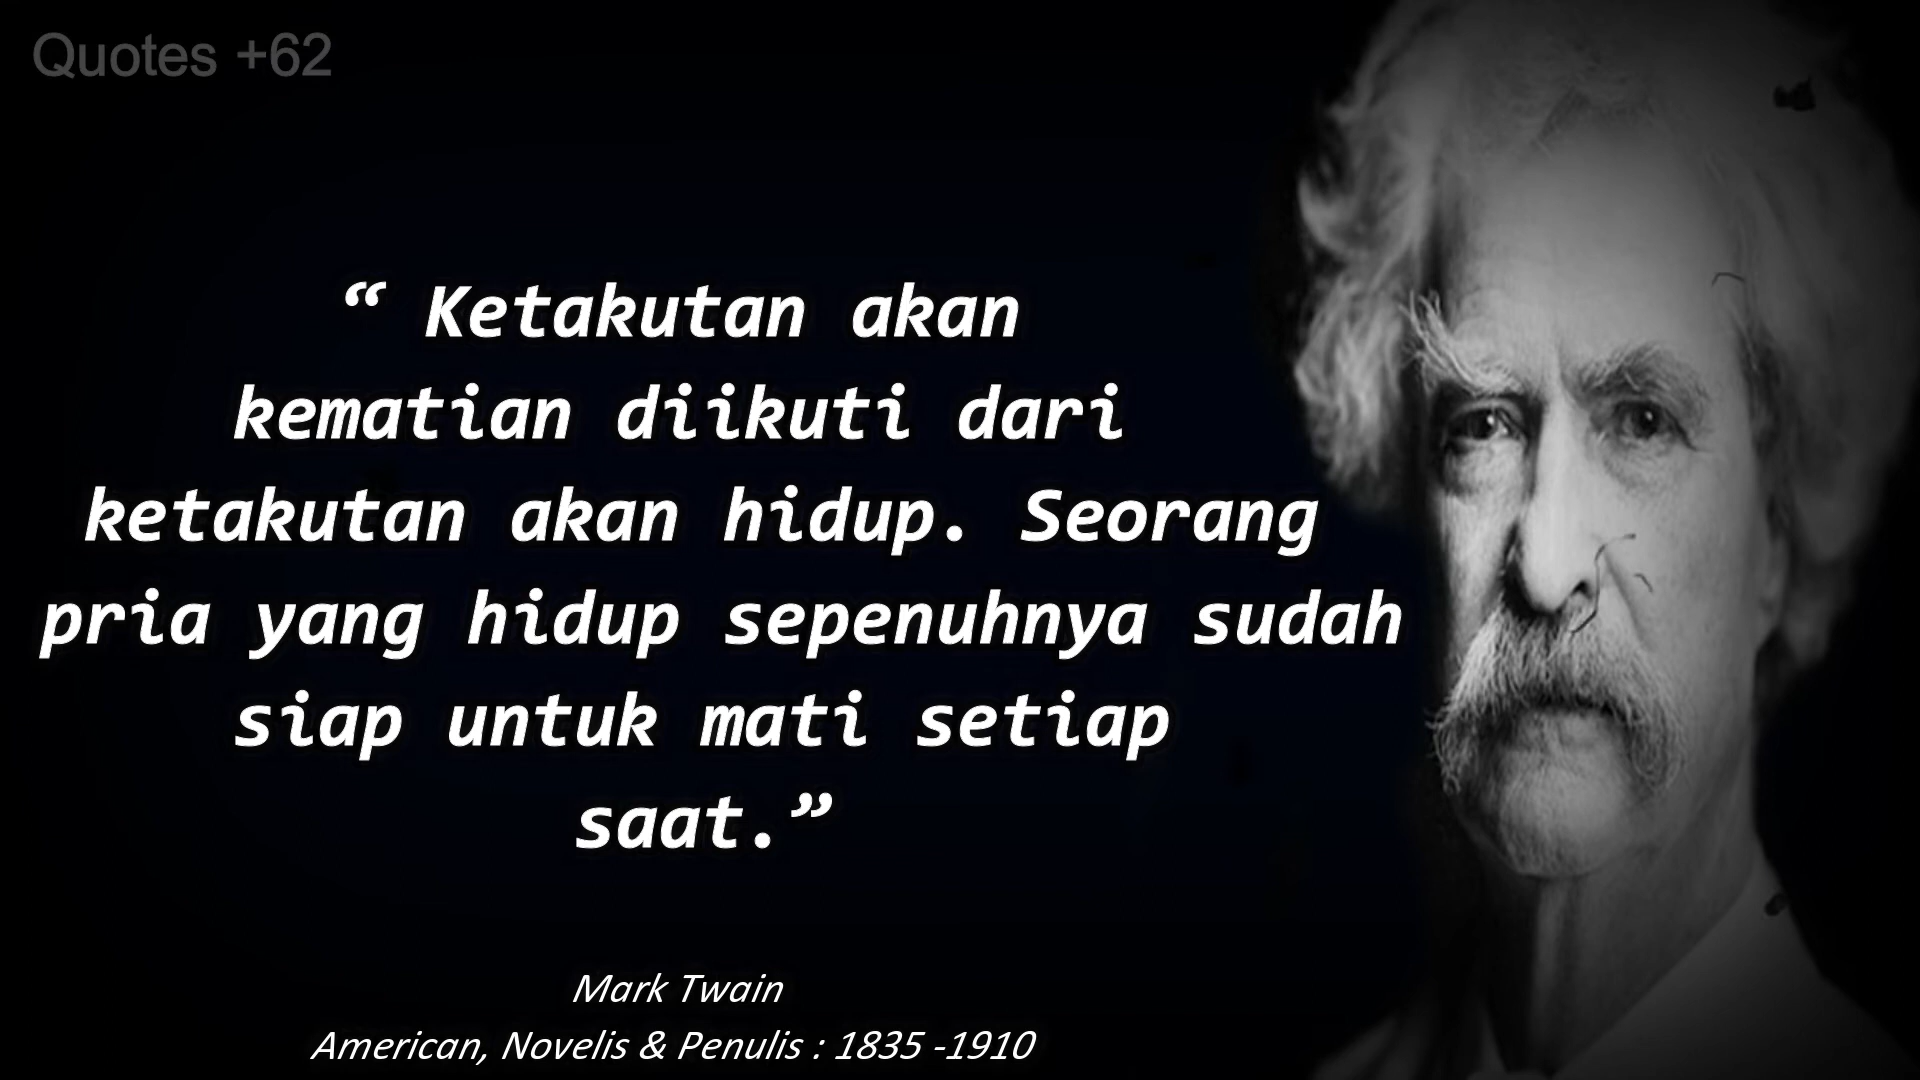 Quotes +62
“ Ketakutan akan
kematian diikuti dari
ketakutan akan hidup. Seorang
pria yang hidup sepenuhnya sudah
siap untuk mati setiap
saat.”
Mark Twain
American, Novelis & Penulis : 1835 -1910